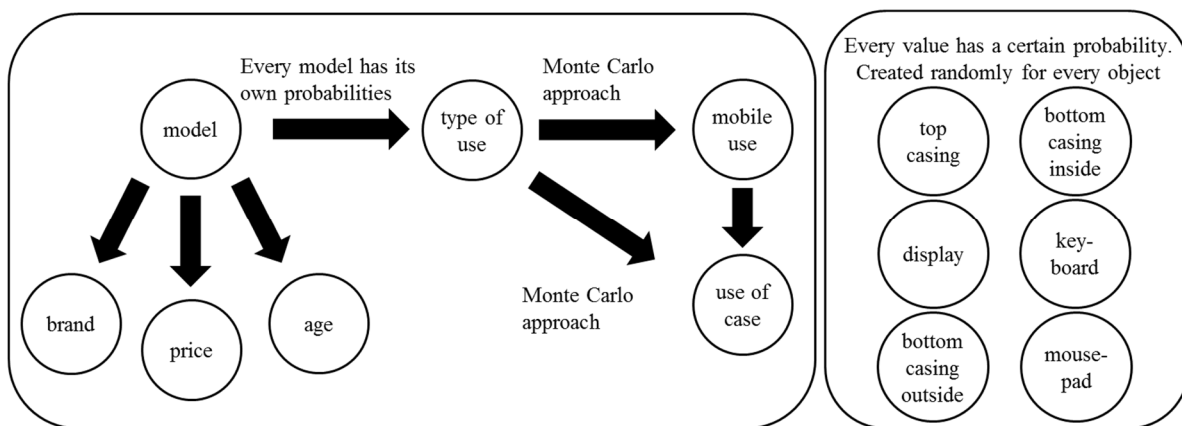 Every model has its
own probabilities
Monte Carlo
approach
model
type of
use
mobile
use
brand
price
age
Monte Carlo
approach
use of
case
Every value has a certain probability.
Created randomly for every object
top
casing
bottom
casing
inside
display
key-
board
bottom
casing
outside
mouse-
pad